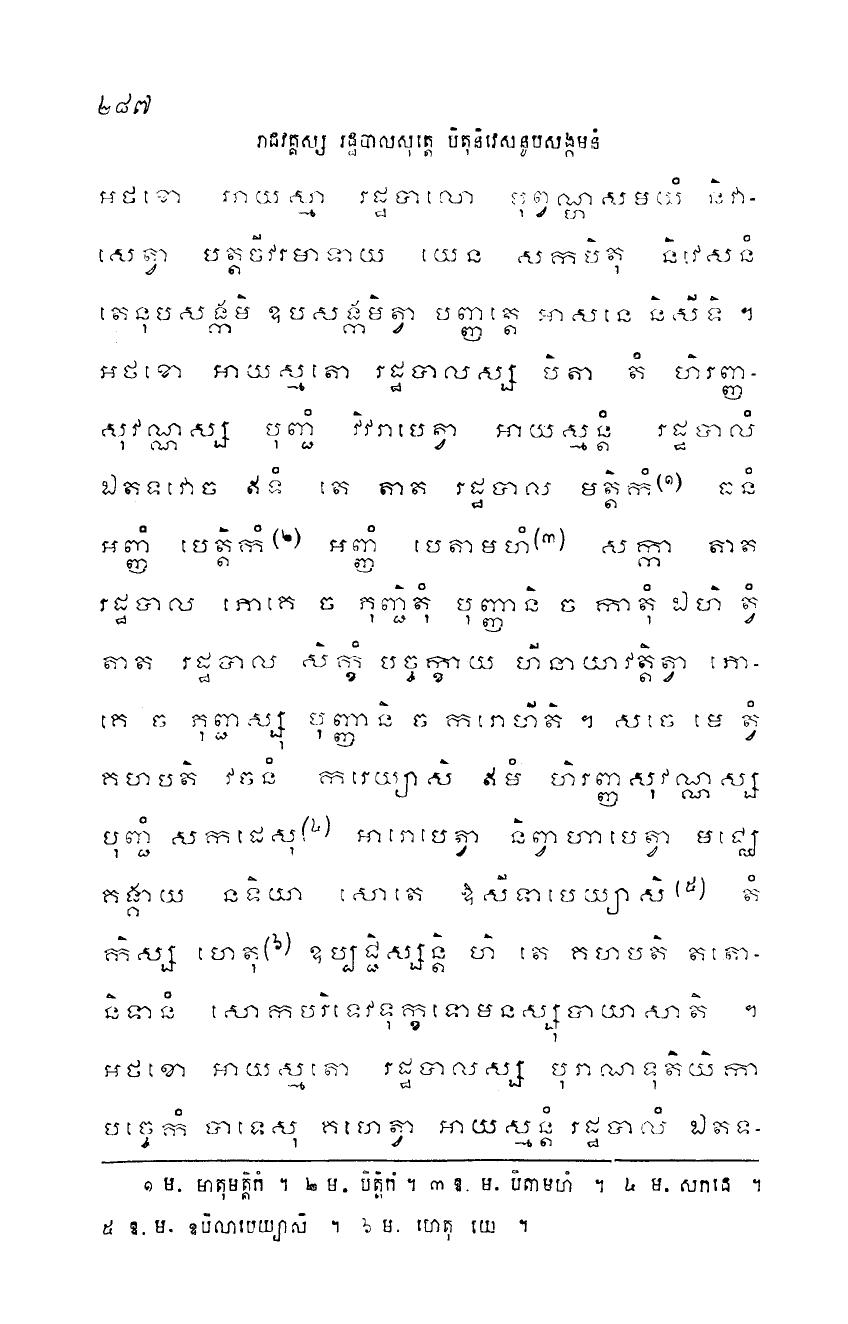 ២៨៧
រាជវគ្គស្ស រដ្ឋបាលសុត្តេ បិតុនិវេសនូបសង្កមនំ
អថខោ អាយស្មា រដ្ឋបាលោ បុព្វណ្ហសមយំ និវា-
សេត្វា បត្តចីវរមាទាយ យេន សកបិតុ និវេសនំ
តេនុបសង្កមិ ឧបសង្កមិត្វា បញ្ញត្តេ អាសនេ និសីទិ ។
អថខោ អាយស្មតោ រដ្ឋបាលស្ស បិតា តំ ហិរញ្ញ-
សុវណ្ណស្ស បុញ្ជំ វិវរាបេត្វា អាយស្មន្តំ រដ្ឋបាលំ
ឯតទវោច ឥទំ តេ តាត រដ្ឋបាល មត្តិកំ(១) ធនំ
អញ្ញំ បេត្តិកំ(២) អញ្ញំ បេតាមហំ(៣) សក្កា តាត
រដ្ឋបាល ភោគេ ច ភុញ្ជិតុំ បុញ្ញានិ ច កាតុំ ឯហិ ត្វំ
តាត រដ្ឋបាល សិក្ខំ បច្ចក្ខាយ ហីនាយាវត្តិត្វា ភោ-
គេ ច ភុញ្ជស្សុ បុញ្ញានិ ច ករោហីតិ ។ សចេ មេ ត្វំ
គហបតិ វចនំ ករេយ្យាសិ ឥមំ ហិរញ្ញសុវណ្ណស្ស
បុញ្ជំ សកដេសុ(៤) អារោបេត្វា និព្វាហាបេត្វា មជ្ឈេ
គង្គាយ នទិយា សោតេ ឱសីទាបេយ្យាសិ(៥) តំ
កិស្ស ហេតុ(៦) ឧប្បជ្ជិស្សន្តិ ហិ តេ គហបតិ តតោ-
និទានំ សោកបរិទេវទុក្ខទោមនស្សុបាយាសាតិ ។
អថខោ អាយស្មតោ រដ្ឋបាលស្ស បុរាណទុតិយិកា
បច្ចេកំ បាទេសុ គហេត្វា អាយស្មន្តំ រដ្ឋបាលំ ឯតទ-
១ ម. មាតុមត្តិកំ ។ ២ ម. បិត្តិកំ ។ ៣ ឧ. ម. បិតាមហំ ។ ៤ ម. សកដេ ។
៥ ឧ. ម. ឧបិលាបេយ្យាសិ ។ ៦ ម. ហេតុ យេ ។